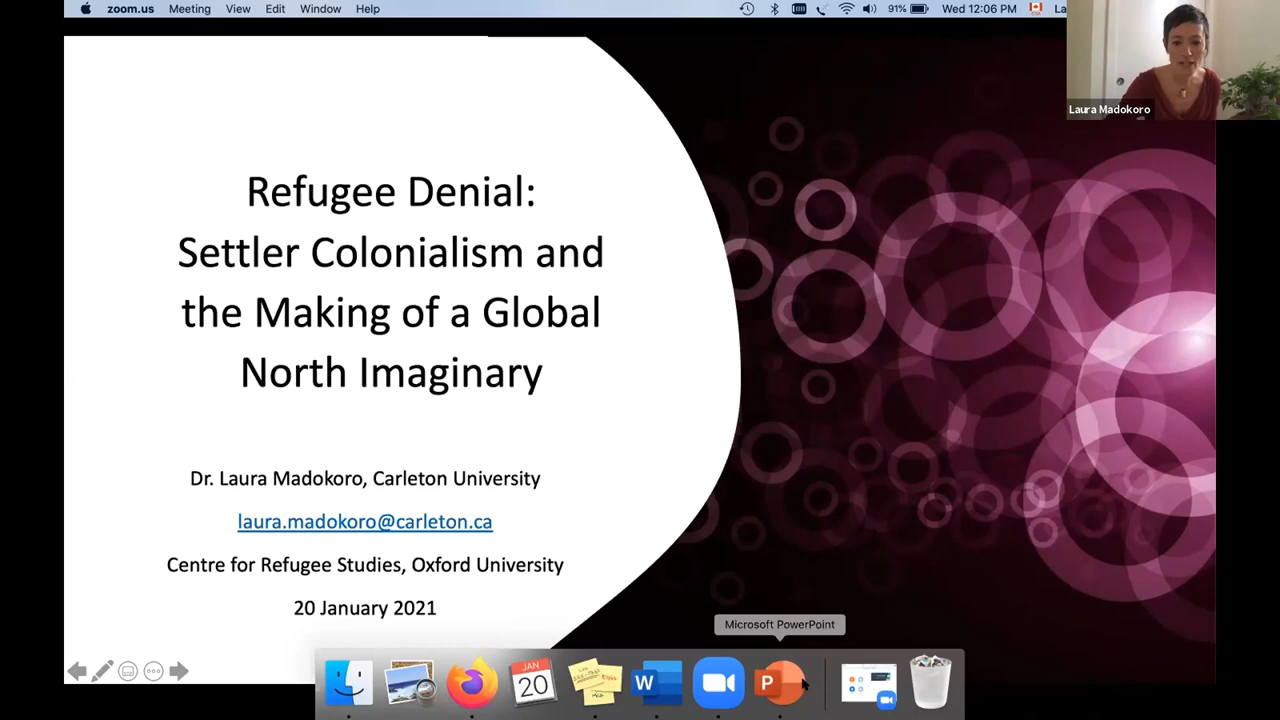 zoom.us Meeting View Edit Window Help
91% Wed 12:06 PM La
Laura Madokoro
Refugee Denial:
Settler Colonialism and
the Making of a Global
North Imaginary
Dr. Laura Madokoro, Carleton University
laura.madokoro@carleton.ca
Centre for Refugee Studies, Oxford University
20 January 2021
Microsoft PowerPoint
JAN
20
W
P